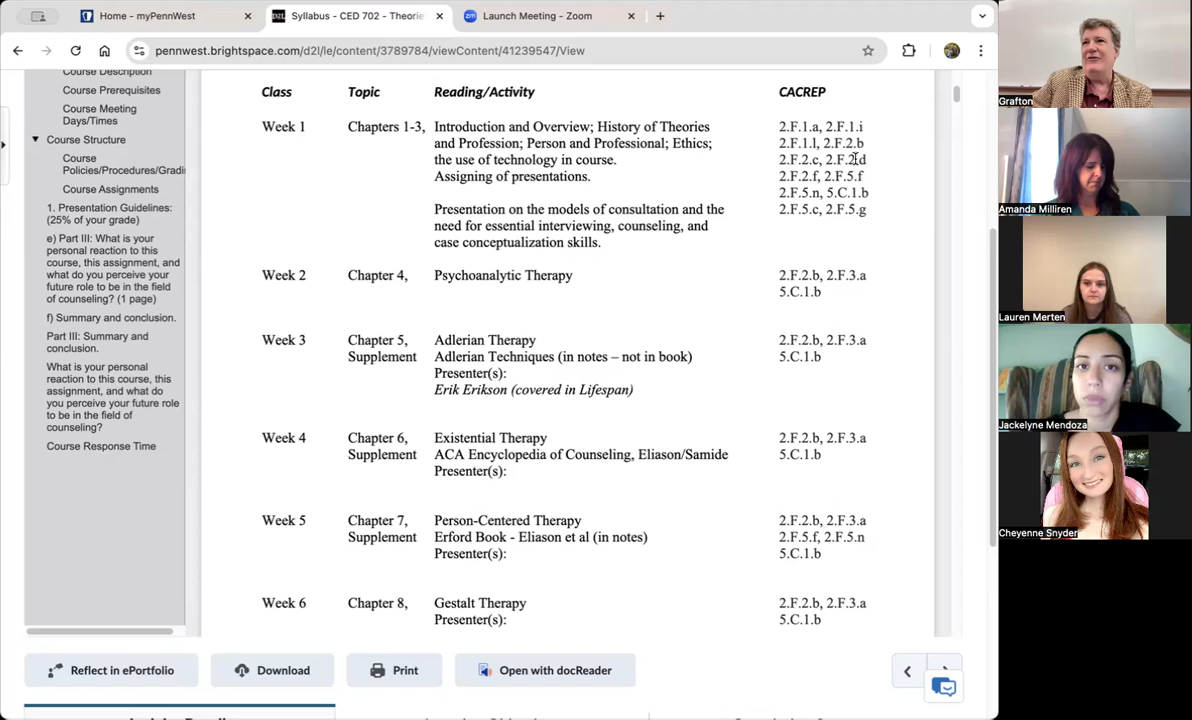 Home - myPennWest
D2L
Syllabus - CED 702 - Theorie
zm
Launch Meeting - Zoom
pennwest.brightspace.com/d2l/le/content/3789784/viewContent/41239547/View
Course Description
Course Prerequisites
Course Meeting
Days/Times
Course Structure
Course
Policies/Procedures/Gradi
Course Assignments
1. Presentation Guidelines:
(25% of your grade)
e) Part III: What is your
personal reaction to this
course, this assignment, and
what do you perceive your
future role to be in the field
of counseling? (1 page)
f) Summary and conclusion.
Part III: Summary and
conclusion.
What is your personal
reaction to this course, this
assignment, and what do
you perceive your future role
to be in the field of
counseling?
Course Response Time
Class Topic Reading/Activity CACREP
Week 1 Chapters 1-3, Introduction and Overview; History of Theories 2.F.1.a, 2.F.1.i
and Profession; Person and Professional; Ethics; 2.F.1.l, 2.F.2.b
the use of technology in course. 2.F.2.c, 2.F.2.d
Assigning of presentations. 2.F.2.f, 2.F.5.f
2.F.5.n, 5.C.1.b
Presentation on the models of consultation and the 2.F.5.c, 2.F.5.g
need for essential interviewing, counseling, and
case conceptualization skills.
Week 2 Chapter 4, Psychoanalytic Therapy 2.F.2.b, 2.F.3.a
5.C.1.b
Week 3 Chapter 5, Adlerian Therapy 2.F.2.b, 2.F.3.a
Supplement Adlerian Techniques (in notes – not in book) 5.C.1.b
Presenter(s):
Erik Erikson (covered in Lifespan)
Week 4 Chapter 6, Existential Therapy 2.F.2.b, 2.F.3.a
Supplement ACA Encyclopedia of Counseling, Eliason/Samide 5.C.1.b
Presenter(s):
Week 5 Chapter 7, Person-Centered Therapy 2.F.2.b, 2.F.3.a
Supplement Erford Book - Eliason et al (in notes) 2.F.5.f, 2.F.5.n
Presenter(s): 5.C.1.b
Week 6 Chapter 8, Gestalt Therapy 2.F.2.b, 2.F.3.a
Presenter(s): 5.C.1.b
Reflect in ePortfolio
Download
Print
Open with docReader
Grafton
Amanda Milliren
Lauren Merten
Jackelyne Mendoza
Cheyenne Snyder